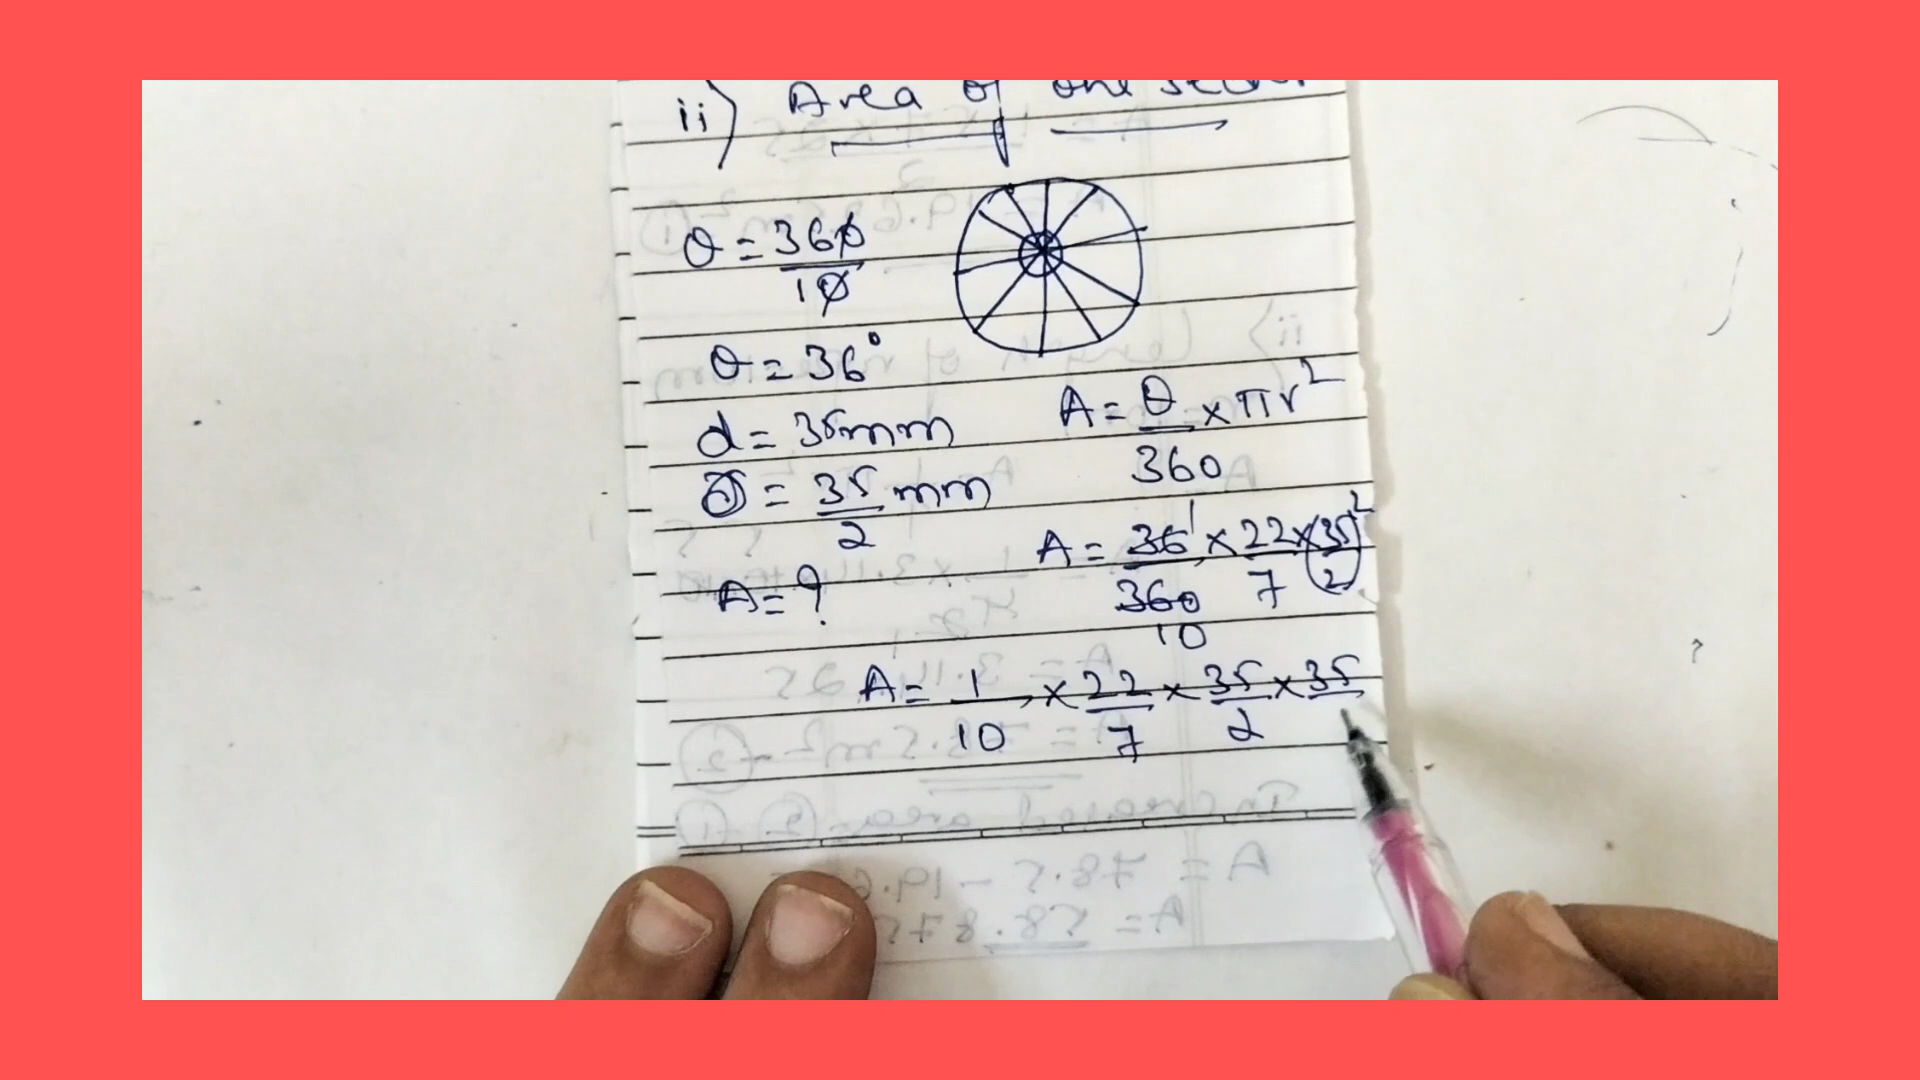 ii) Area of one sector
θ = 360/10
θ = 36°
d = 35mm
r = 35/2 mm
A = ?
A = θ/360 × πr²
A = 36/360 × 22/7 × (35/2)²
1
10
A = 1/10 × 22/7 × 35/2 × 35